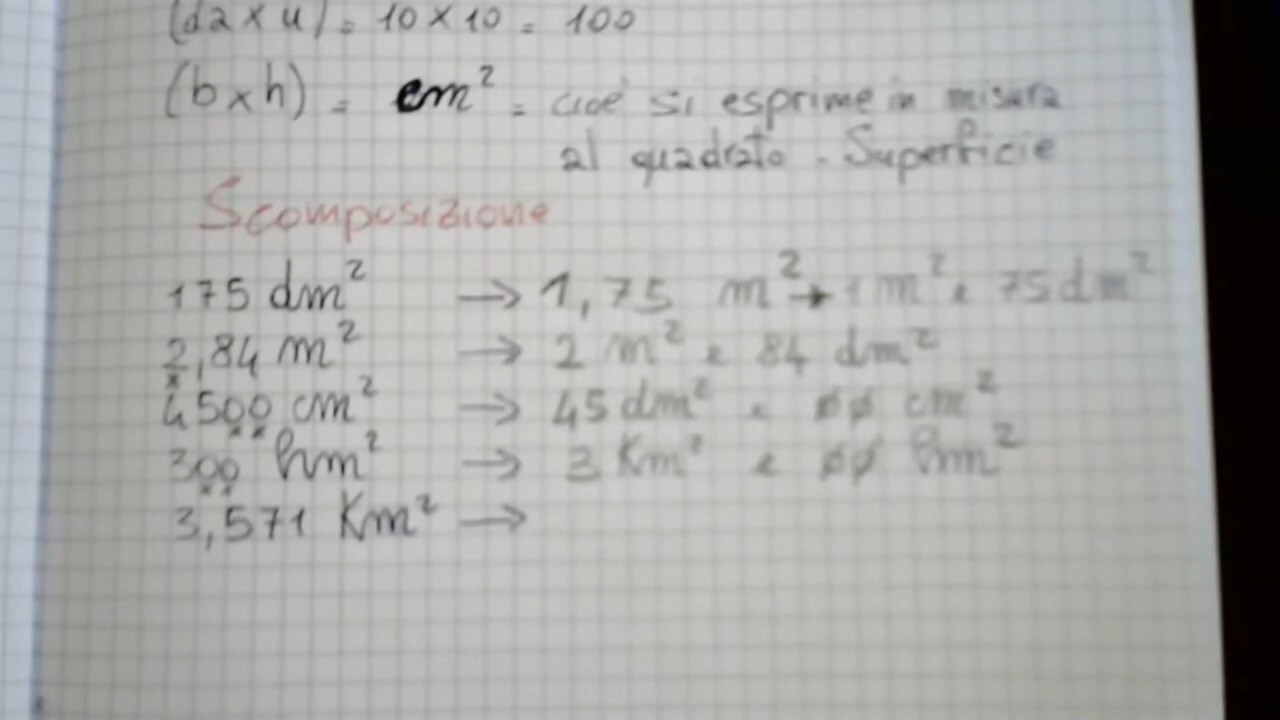 (da x u) = 10 x 10 = 100
(b x h) = cm² = cioè si esprime in misura
al quadrato - Superficie
Scomposizione
175 dm² → 1,75 m² → 1 m² e 75 dm²
2,84 m² → 2 m² e 84 dm²
4500 cm² → 45 dm² e 00 cm²
300 hm² → 3 Km² e 00 hm²
3,571 Km² →